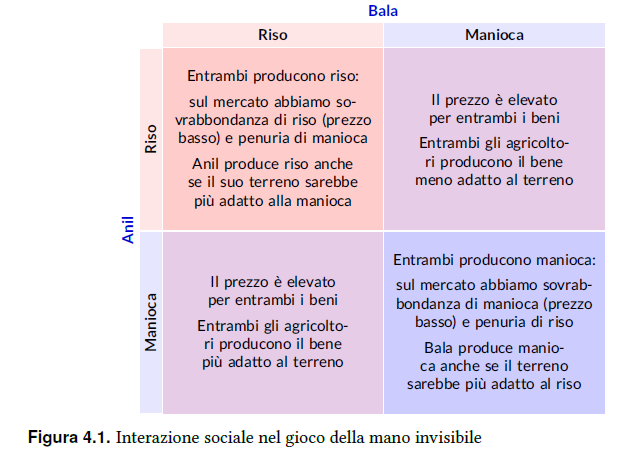 Bala
Riso
Manioca
Anil
Riso
Entrambi producono riso:
sul mercato abbiamo so-
vrabbondanza di riso (prezzo
basso) e penuria di manioca
Anil produce riso anche
se il suo terreno sarebbe
più adatto alla manioca
Il prezzo è elevato
per entrambi i beni
Entrambi gli agricolto-
ri producono il bene
meno adatto al terreno
Manioca
Il prezzo è elevato
per entrambi i beni
Entrambi gli agricolto-
ri producono il bene
più adatto al terreno
Entrambi producono manioca:
sul mercato abbiamo sovrab-
bondanza di manioca (prezzo
basso) e penuria di riso
Bala produce manio-
ca anche se il terreno
sarebbe più adatto al riso
Figura 4.1. Interazione sociale nel gioco della mano invisibile